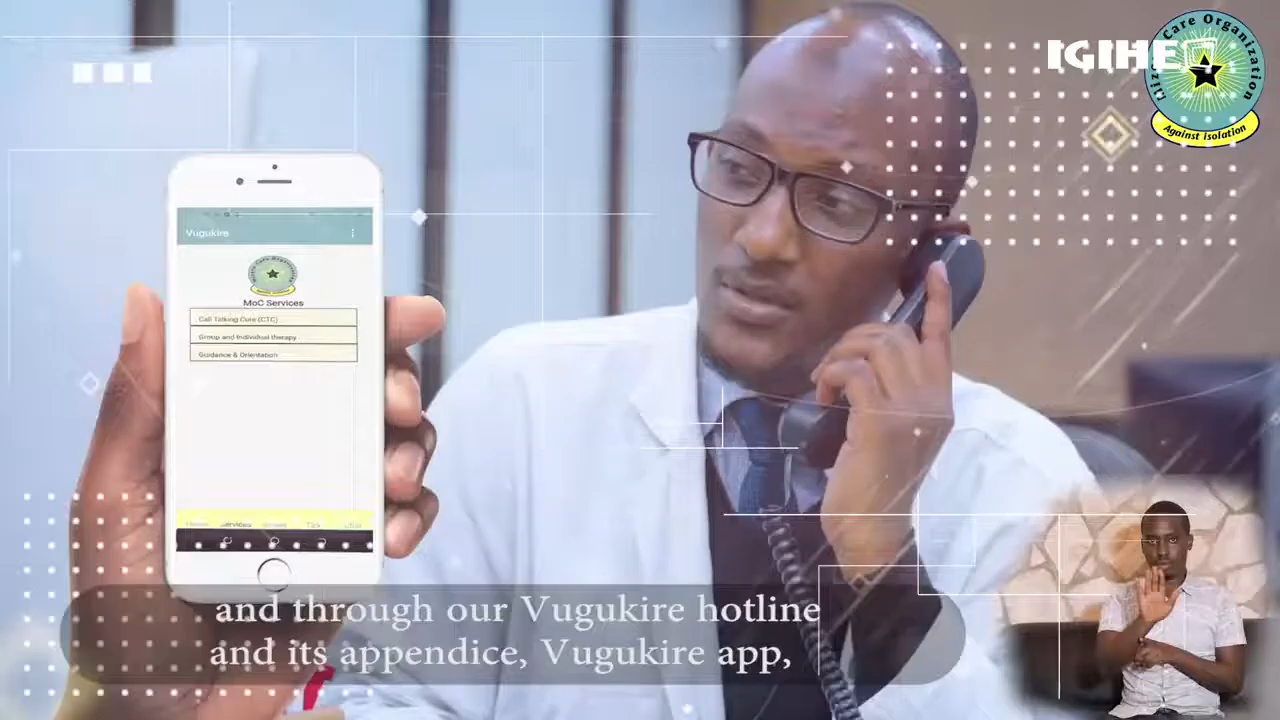 IGIHE
Care Organization
Against isolation
Vugukire
MoC Services
Call Talking Cure (CTC)
Group and Individual therapy
Guidance & Orientation
Services
and through our Vugukire hotline
and its appendice, Vugukire app,